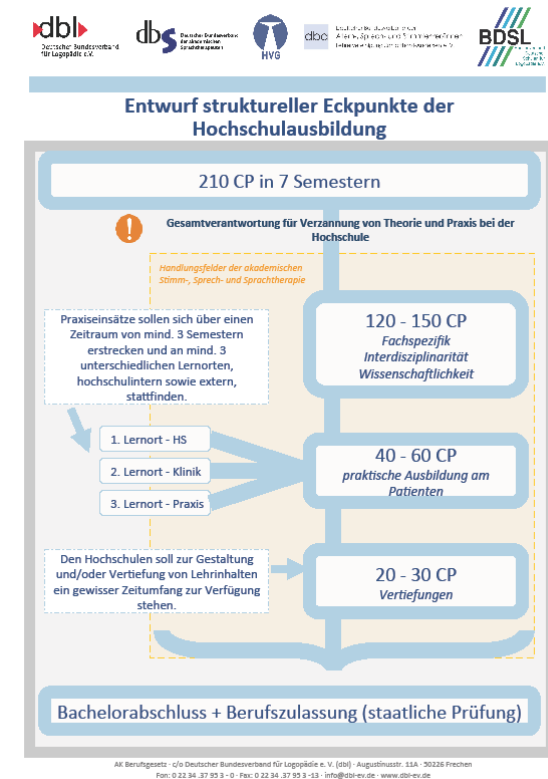 dbl
Deutscher Bundesverband
für Logopädie e.V.
dbs
Deutscher Bundesverband
der akademischen
Sprachtherapeuten
HVG
dba
BDSL
Entwurf struktureller Eckpunkte der
Hochschulausbildung
210 CP in 7 Semestern
!
Gesamtverantwortung für Verzannung von Theorie und Praxis bei der
Hochschule
Handlungsfelder der akademischen
Stimm-, Sprech- und Sprachtherapie
Praxiseinsätze sollen sich über einen
Zeitraum von mind. 3 Semestern
erstrecken und an mind. 3
unterschiedlichen Lernorten,
hochschulintern sowie extern,
stattfinden.
120 - 150 CP
Fachspezifik
Interdisziplinarität
Wissenschaftlichkeit
1. Lernort - HS
2. Lernort - Klinik
3. Lernort - Praxis
40 - 60 CP
praktische Ausbildung am
Patienten
Den Hochschulen soll zur Gestaltung
und/oder Vertiefung von Lehrinhalten
ein gewisser Zeitumfang zur Verfügung
stehen.
20 - 30 CP
Vertiefungen
Bachelorabschluss + Berufszulassung (staatliche Prüfung)
AK Berufsgesetz · c/o Deutscher Bundesverband für Logopädie e. V. (dbl) · Augustinusstr. 11A · 50226 Frechen
Fon: 0 22 34 .37 95 3 - 0 · Fax: 0 22 34 .37 95 3 -13 · info@dbl-ev.de · www.dbl-ev.de